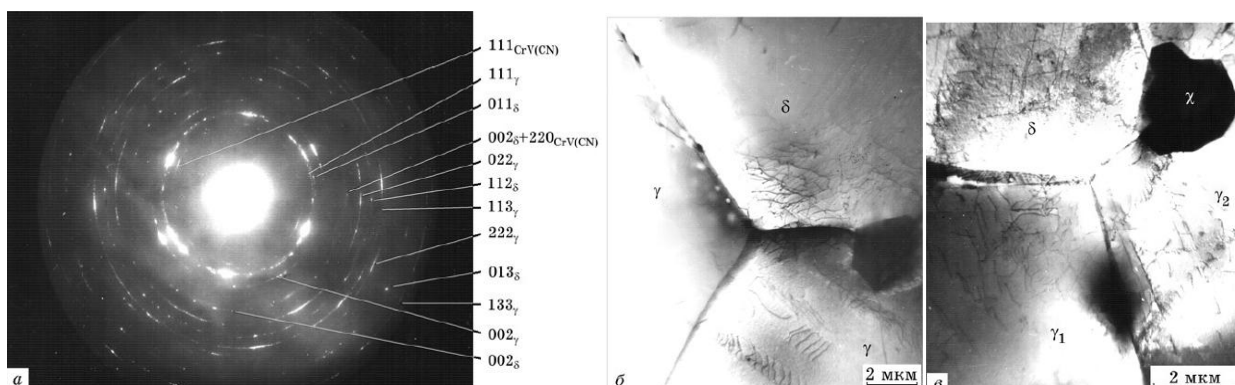 111CrV(CN)
111γ
011δ
002δ+220CrV(CN)
022γ
112δ
113γ
222γ
013δ
133γ
002γ
002δ
а
δ
γ
γ
б
2 мкм
χ
δ
γ2
γ1
в
2 мкм